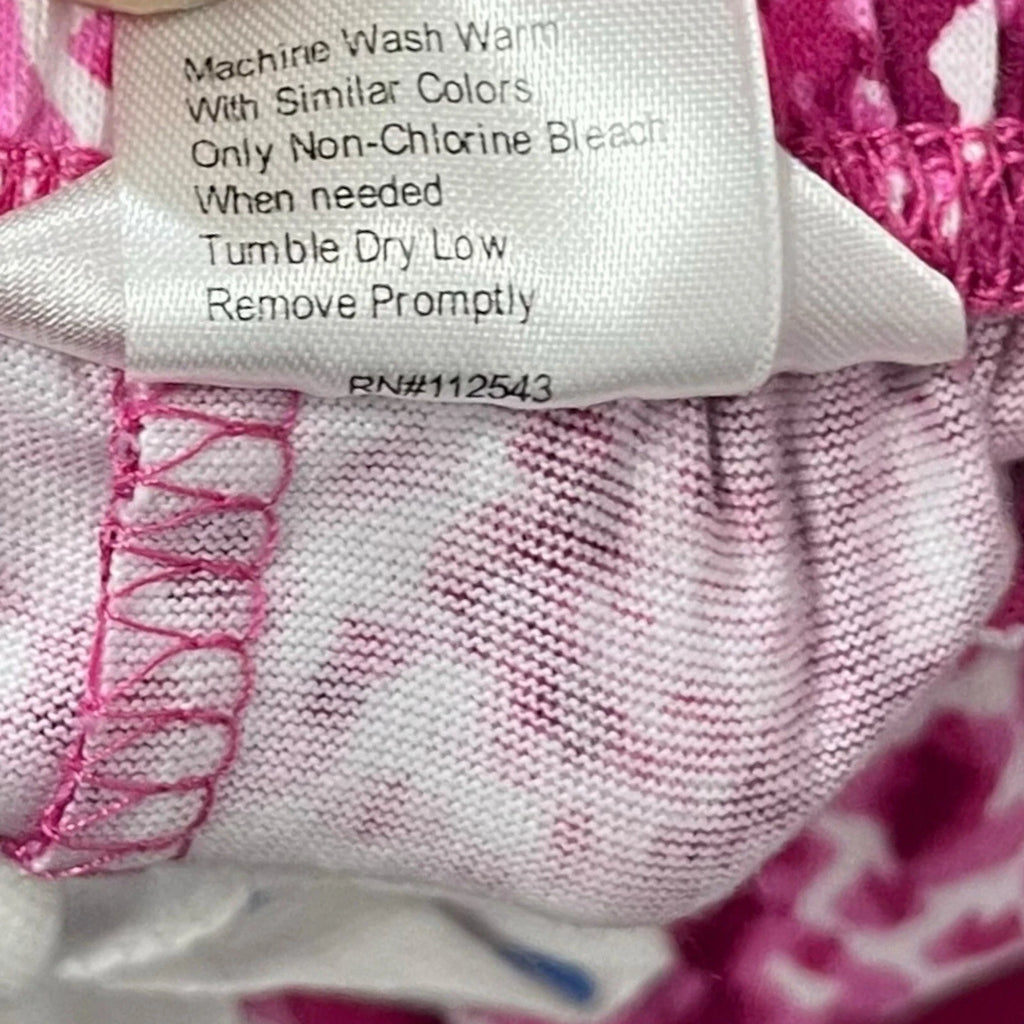 Machine Wash Warm
With Similar Colors
Only Non-Chlorine Bleach
When needed
Tumble Dry Low
Remove Promptly
RN#112543